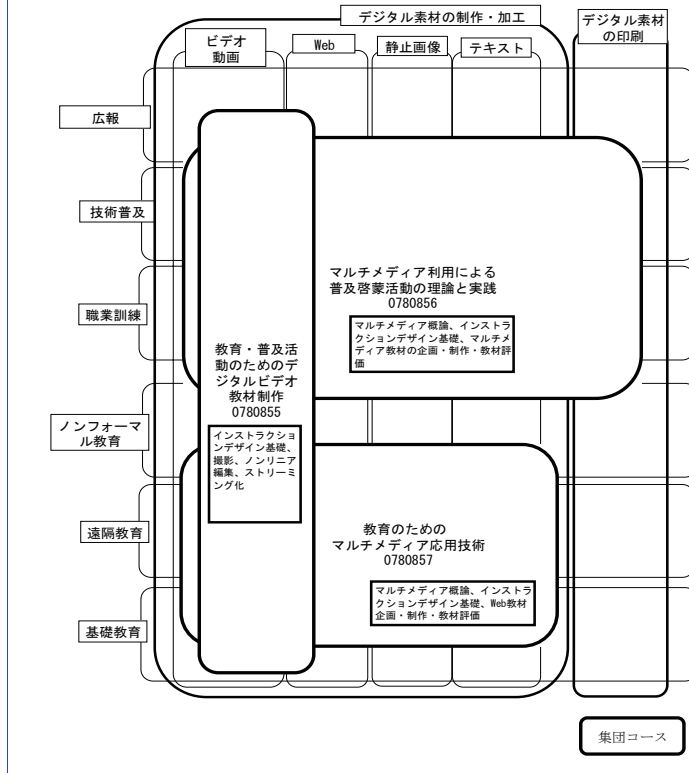 デジタル素材の制作・加工
デジタル素材
の印刷
ビデオ
動画
Web
静止画像
テキスト
広報
技術普及
職業訓練
ノンフォーマ
ル教育
遠隔教育
基礎教育
マルチメディア利用による
普及啓蒙活動の理論と実践
0780856
マルチメディア概論、インストラ
クションデザイン基礎、マルチメ
ディア教材の企画・制作・教材評
価
教育・普及活
動のためのデ
ジタルビデオ
教材制作
0780855
インストラクショ
ンデザイン基礎、
撮影、ノンリニア
編集、ストリーミ
ング化
教育のための
マルチメディア応用技術
0780857
マルチメディア概論、インストラ
クションデザイン基礎、Web教材
企画・制作・教材評価
集団コース